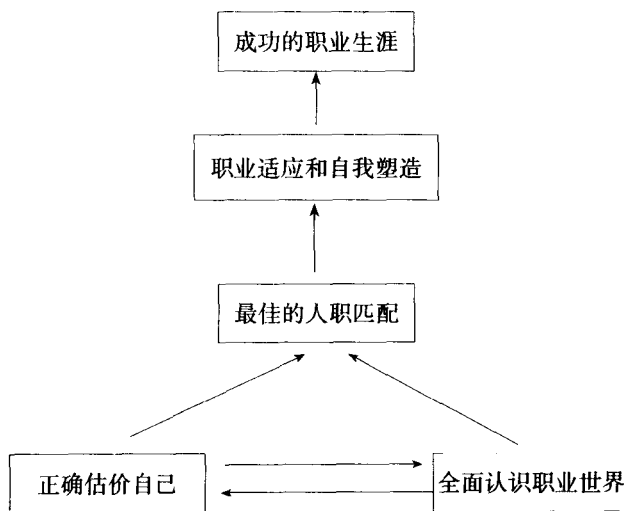 成功的职业生涯
职业适应和自我塑造
最佳的人职匹配
正确估价自己
全面认识职业世界